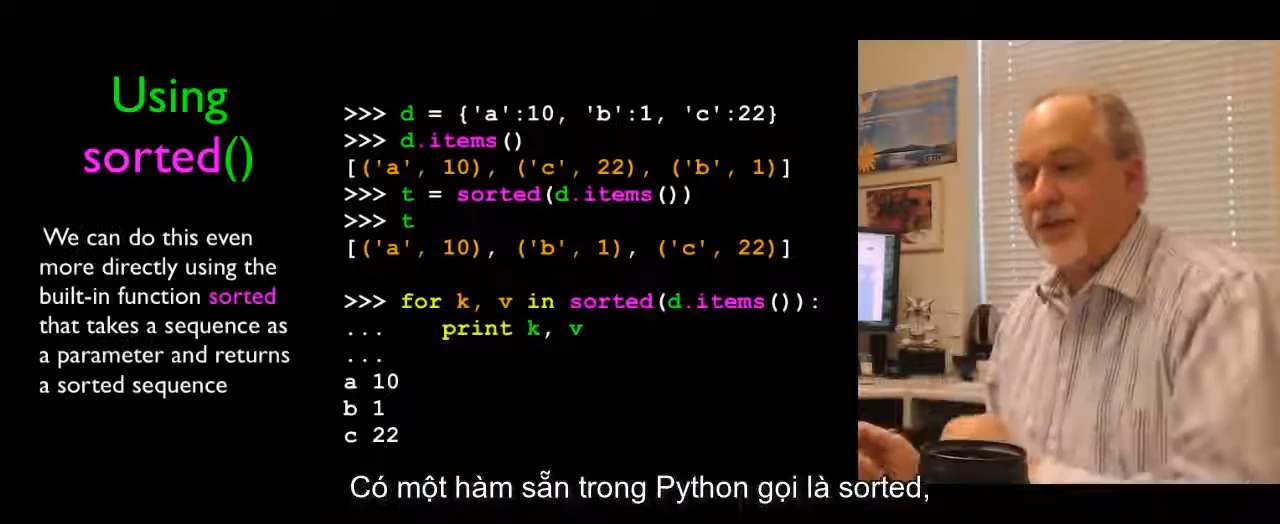 Using
sorted()
We can do this even
more directly using the
built-in function sorted
that takes a sequence as
a parameter and returns
a sorted sequence
>>> d = {'a':10, 'b':1, 'c':22}
>>> d.items()
[('a', 10), ('c', 22), ('b', 1)]
>>> t = sorted(d.items())
>>> t
[('a', 10), ('b', 1), ('c', 22)]
>>> for k, v in sorted(d.items()):
...    print k, v
...
a 10
b 1
c 22
Có một hàm sẵn trong Python gọi là sorted,